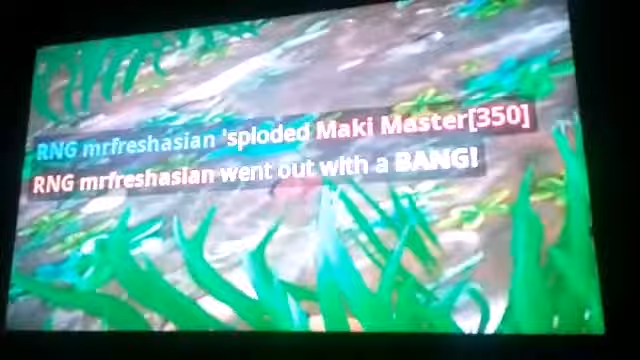 RNG mrfreshasian 'sploded Maki Master[350]
RNG mrfreshasian went out with a BANG!